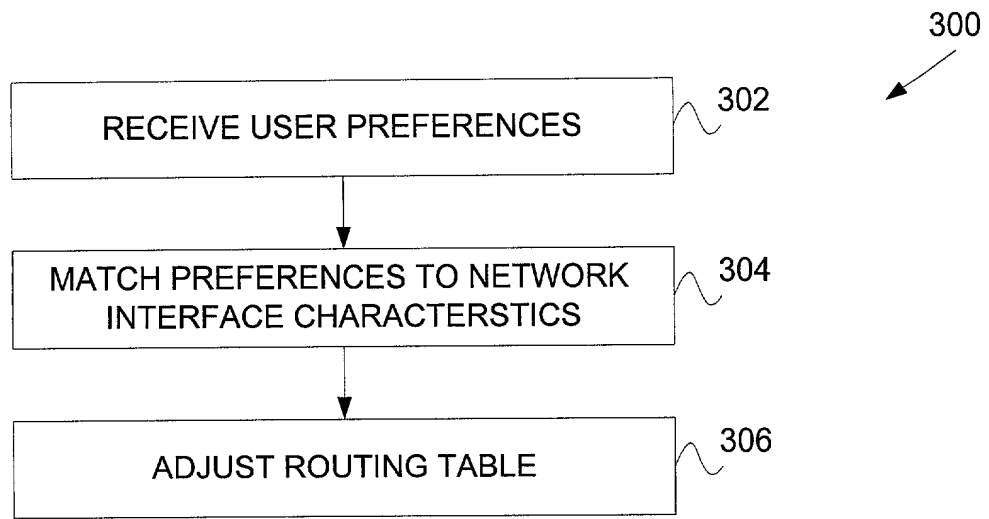 300
RECEIVE USER PREFERENCES
302
MATCH PREFERENCES TO NETWORK
INTERFACE CHARACTERSTICS
304
ADJUST ROUTING TABLE
306